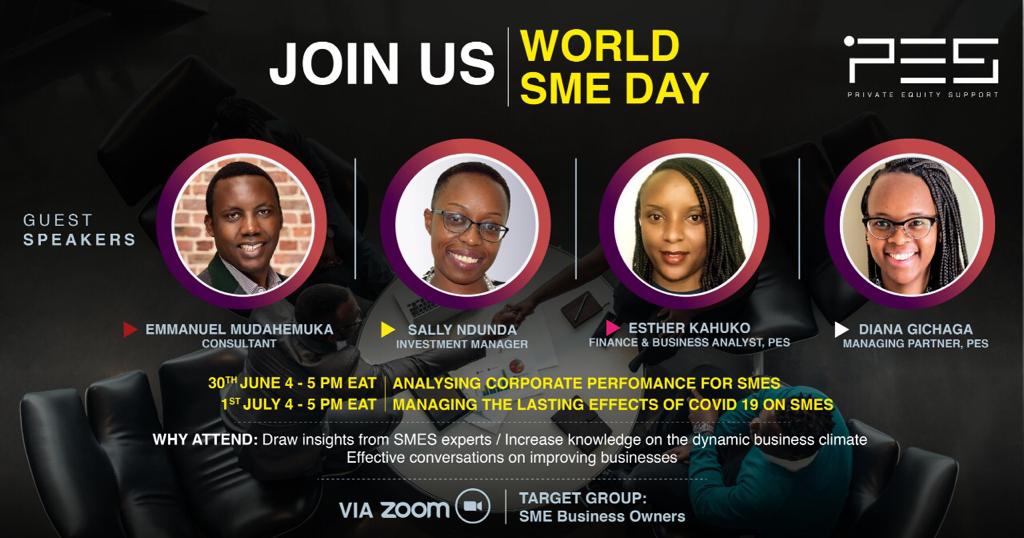 JOIN US
WORLD
SME DAY
PES
PRIVATE EQUITY SUPPORT
GUEST
SPEAKERS
EMMANUEL MUDAHEMUKA
CONSULTANT
SALLY NDUNDA
INVESTMENT MANAGER
ESTHER KAHUKO
FINANCE & BUSINESS ANALYST, PES
DIANA GICHAGA
MANAGING PARTNER, PES
30TH JUNE 4 - 5 PM EAT | ANALYSING CORPORATE PERFOMANCE FOR SMES
1ST JULY 4 - 5 PM EAT | MANAGING THE LASTING EFFECTS OF COVID 19 ON SMES
WHY ATTEND: Draw insights from SMES experts / Increase knowledge on the dynamic business climate
Effective conversations on improving businesses
VIA zoom
TARGET GROUP:
SME Business Owners